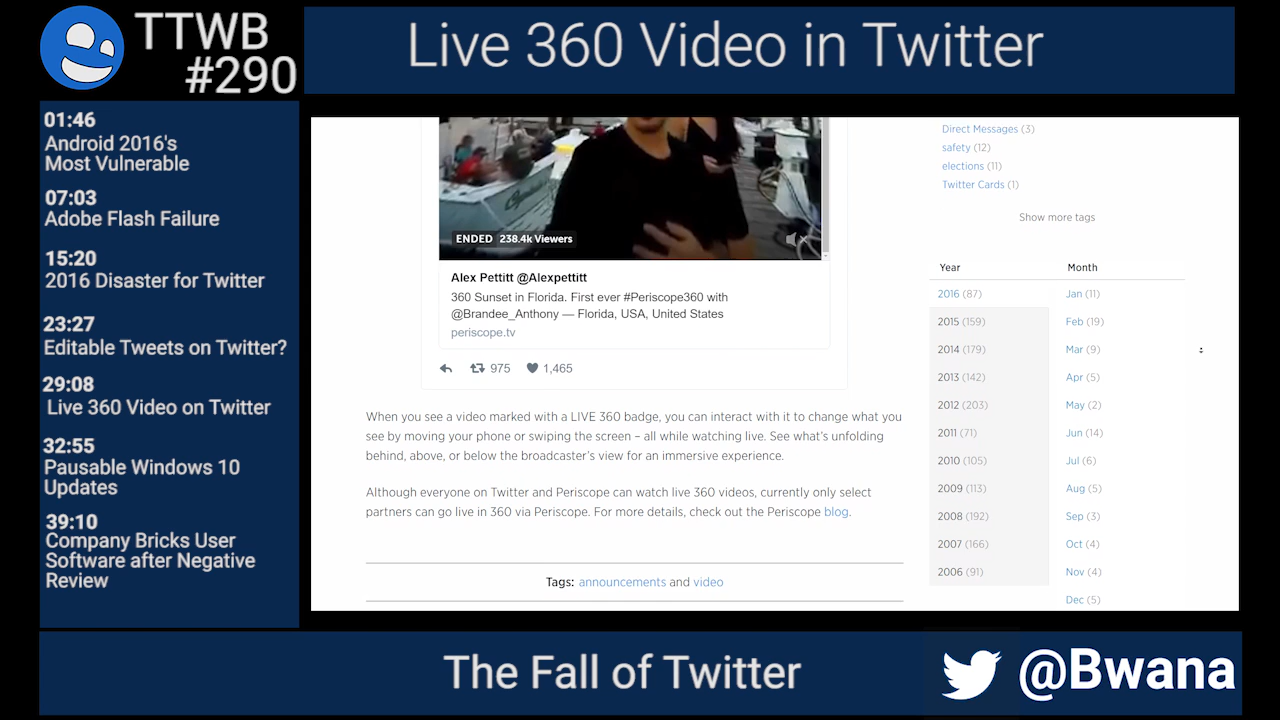 TTWB
#290
Live 360 Video in Twitter
01:46
Android 2016's
Most Vulnerable
07:03
Adobe Flash Failure
15:20
2016 Disaster for Twitter
23:27
Editable Tweets on Twitter?
29:08
Live 360 Video on Twitter
32:55
Pausable Windows 10
Updates
39:10
Company Bricks User
Software after Negative
Review
ENDED 238.4k Viewers
Alex Pettitt @Alexpettitt
360 Sunset in Florida. First ever #Periscope360 with
@Brandee_Anthony — Florida, USA, United States
periscope.tv
975 1,465
When you see a video marked with a LIVE 360 badge, you can interact with it to change what you
see by moving your phone or swiping the screen – all while watching live. See what's unfolding
behind, above, or below the broadcaster's view for an immersive experience.
Although everyone on Twitter and Periscope can watch live 360 videos, currently only select
partners can go live in 360 via Periscope. For more details, check out the Periscope blog.
Tags: announcements and video
Direct Messages (3)
safety (12)
elections (11)
Twitter Cards (1)
Show more tags
Year Month
2016 (87) Jan (11)
2015 (159) Feb (19)
2014 (179) Mar (9)
2013 (142) Apr (5)
2012 (203) May (2)
2011 (71) Jun (14)
2010 (105) Jul (6)
2009 (113) Aug (5)
2008 (192) Sep (3)
2007 (166) Oct (4)
2006 (91) Nov (4)
Dec (5)
The Fall of Twitter
@Bwana